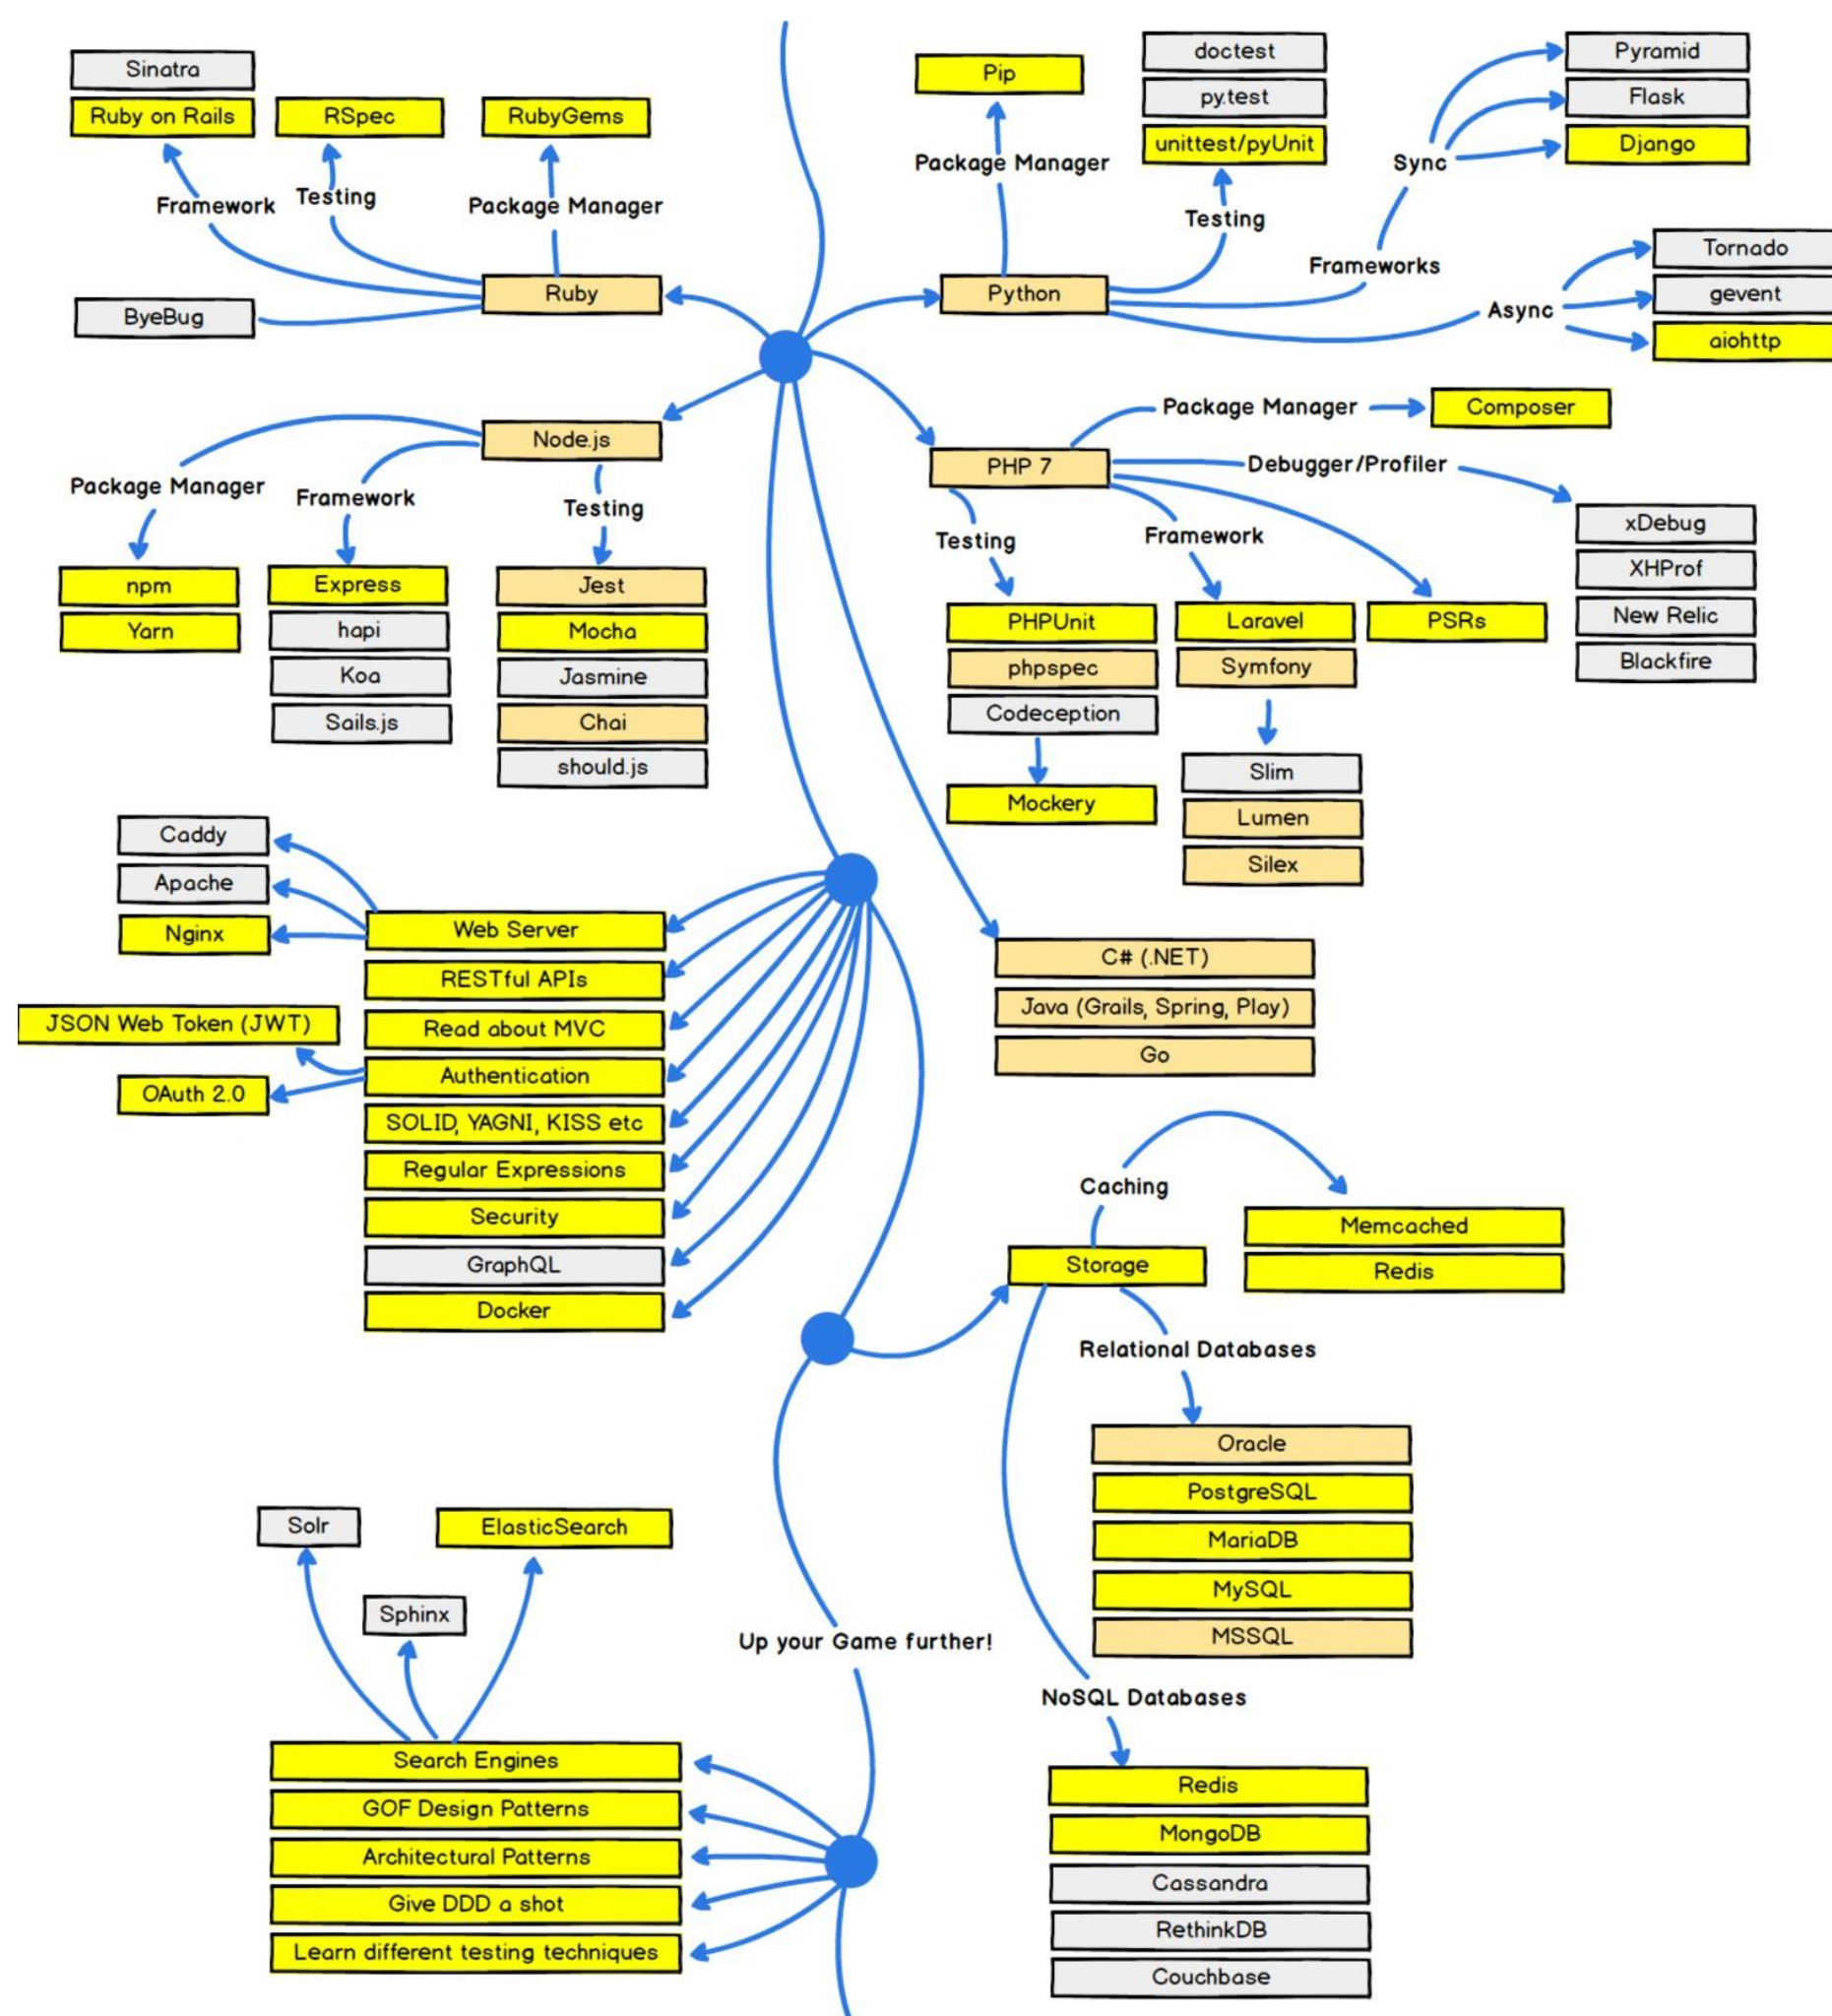 Sinatra
Ruby on Rails
RSpec
RubyGems
Framework
Testing
Package Manager
Ruby
ByeBug
Pip
Package Manager
doctest
py.test
unittest/pyUnit
Testing
Pyramid
Flask
Django
Sync
Frameworks
Python
Async
Tornado
gevent
aiohttp
Node.js
Package Manager
Framework
Testing
npm
Yarn
Express
hapi
Koa
Sails.js
Jest
Mocha
Jasmine
Chai
should.js
PHP 7
Package Manager
Composer
Debugger/Profiler
xDebug
XHProf
New Relic
Blackfire
Testing
Framework
PHPUnit
phpspec
Codeception
Mockery
Laravel
Symfony
Slim
Lumen
Silex
PSRs
C# (.NET)
Java (Grails, Spring, Play)
Go
Caddy
Apache
Nginx
Web Server
RESTful APIs
Read about MVC
JSON Web Token (JWT)
OAuth 2.0
Authentication
SOLID, YAGNI, KISS etc
Regular Expressions
Security
GraphQL
Docker
Caching
Memcached
Redis
Storage
Relational Databases
Oracle
PostgreSQL
MariaDB
MySQL
MSSQL
NoSQL Databases
Redis
MongoDB
Cassandra
RethinkDB
Couchbase
Up your Game further!
Solr
Sphinx
ElasticSearch
Search Engines
GOF Design Patterns
Architectural Patterns
Give DDD a shot
Learn different testing techniques